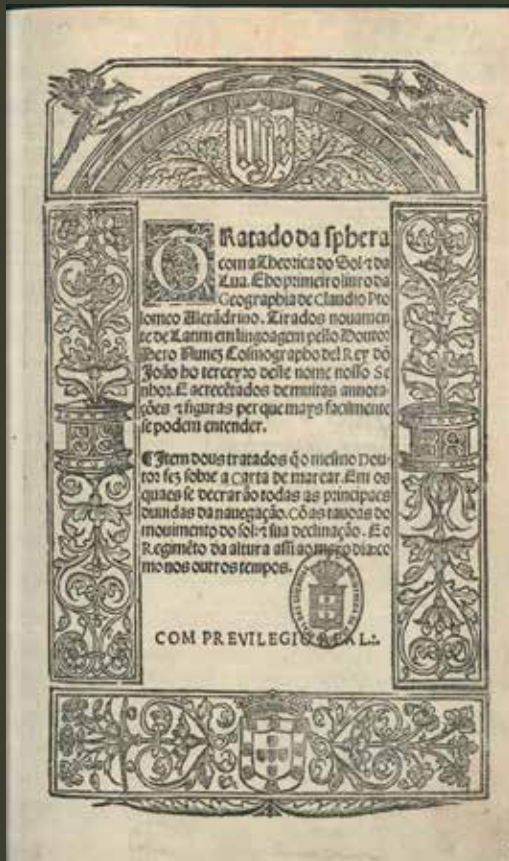 Tratado da sphera
com a Theorica do Sol ⁊ da
Lua. E ho primeiro liuro da
Geographia de Claudio Pto
lomeo Alexãdrino. Tirados nouamen
te de Latim em lingoagem pello Doutor
Pero Nunez Cosmographo del Rey dõ
João ho terceyro deste nome nosso Se
nhor. E acrecẽtados de muitas annota
ções ⁊ figuras per que mays facilmente
se podem entender.
¶ Item dous tratados q̃ o mesmo Dou
tor fez sobre a Carta de marear. Em os
quaes se decrarão todas as principaes
duuidas da nauegação. Cõ as tauoas do
mouimento do sol: ⁊ sua declinação. E o
Regimẽto da altura assi ao meyo dia: co
mo nos outros tempos.
COM PREVILEGIO REAL∴